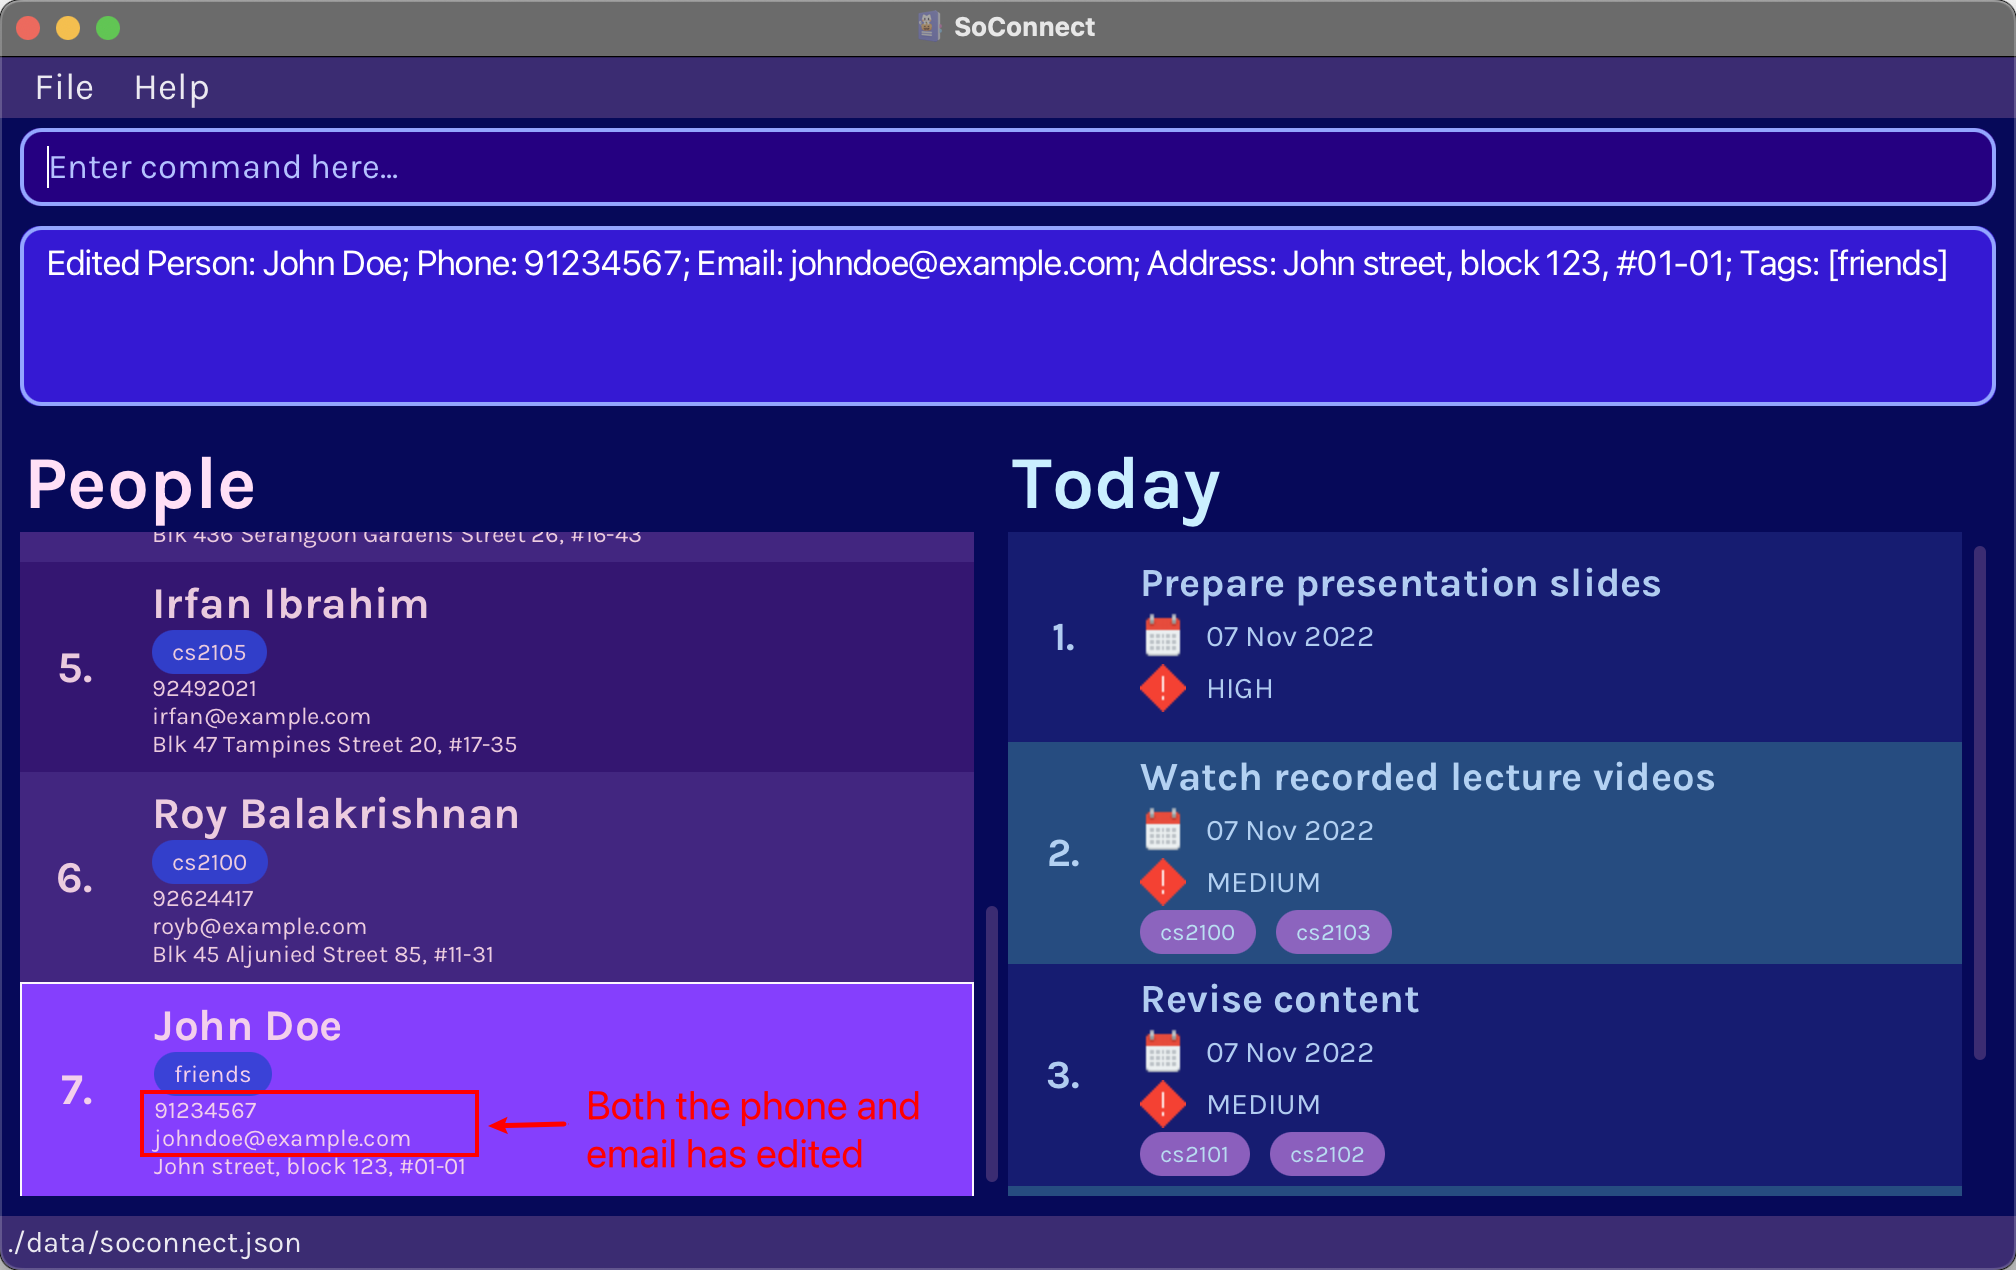 SoConnect
File Help
Enter command here...
Edited Person: John Doe; Phone: 91234567; Email: johndoe@example.com; Address: John street, block 123, #01-01; Tags: [friends]
People
Blk 436 Serangoon Gardens Street 26, #16-43
5.
Irfan Ibrahim
cs2105
92492021
irfan@example.com
Blk 47 Tampines Street 20, #17-35
6.
Roy Balakrishnan
cs2100
92624417
royb@example.com
Blk 45 Aljunied Street 85, #11-31
7.
John Doe
friends
91234567
johndoe@example.com
John street, block 123, #01-01
Both the phone and
email has edited
Today
1.
Prepare presentation slides
07 Nov 2022
HIGH
2.
Watch recorded lecture videos
07 Nov 2022
MEDIUM
cs2100 cs2103
3.
Revise content
07 Nov 2022
MEDIUM
cs2101 cs2102
./data/soconnect.json